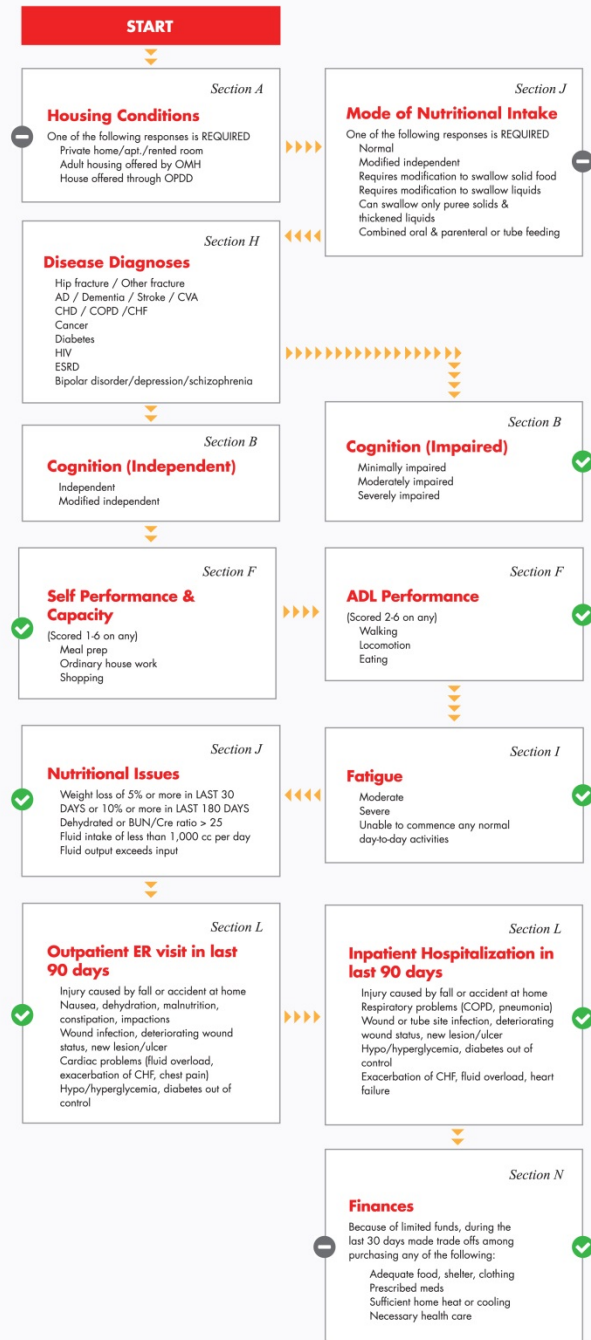 START
Section A
Housing Conditions
One of the following responses is REQUIRED
Private home/apt./rented room
Adult housing offered by OMH
House offered through OPDD
Section J
Mode of Nutritional Intake
One of the following responses is REQUIRED
Normal
Modified independent
Requires modification to swallow solid food
Requires modification to swallow liquids
Can swallow only puree solids &
thickened liquids
Combined oral & parenteral or tube feeding
Section H
Disease Diagnoses
Hip fracture / Other fracture
AD / Dementia / Stroke / CVA
CHD / COPD /CHF
Cancer
Diabetes
HIV
ESRD
Bipolar disorder/depression/schizophrenia
Section B
Cognition (Independent)
Independent
Modified independent
Section B
Cognition (Impaired)
Minimally impaired
Moderately impaired
Severely impaired
Section F
Self Performance &
Capacity
(Scored 1-6 on any)
Meal prep
Ordinary house work
Shopping
Section F
ADL Performance
(Scored 2-6 on any)
Walking
Locomotion
Eating
Section J
Nutritional Issues
Weight loss of 5% or more in LAST 30
DAYS or 10% or more in LAST 180 DAYS
Dehydrated or BUN/Cre ratio > 25
Fluid intake of less than 1,000 cc per day
Fluid output exceeds input
Section I
Fatigue
Moderate
Severe
Unable to commence any normal
day-to-day activities
Section L
Outpatient ER visit in last
90 days
Injury caused by fall or accident at home
Nausea, dehydration, malnutrition,
constipation, impactions
Wound infection, deteriorating wound
status, new lesion/ulcer
Cardiac problems (fluid overload,
exacerbation of CHF, chest pain)
Hypo/hyperglycemia, diabetes out of
control
Section L
Inpatient Hospitalization in
last 90 days
Injury caused by fall or accident at home
Respiratory problems (COPD, pneumonia)
Wound or tube site infection, deteriorating
wound status, new lesion/ulcer
Hypo/hyperglycemia, diabetes out of
control
Exacerbation of CHF, fluid overload, heart
failure
Section N
Finances
Because of limited funds, during the
last 30 days made trade offs among
purchasing any of the following:
Adequate food, shelter, clothing
Prescribed meds
Sufficient home heat or cooling
Necessary health care